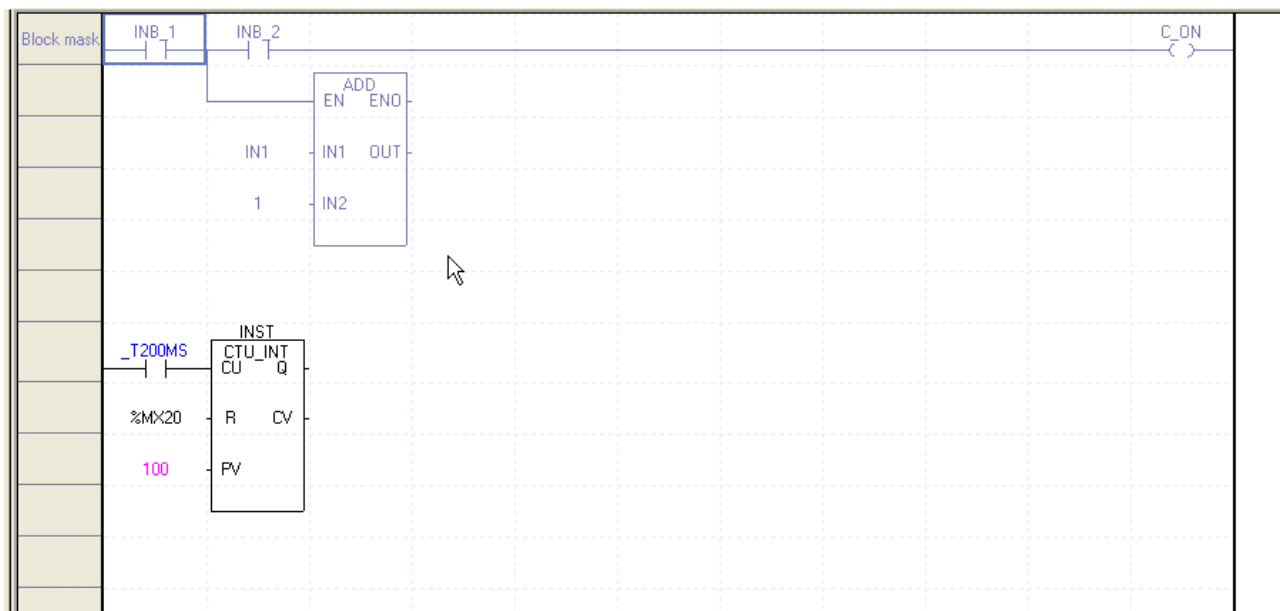 Block mask INB_1 INB_2 C_ON
ADD
EN ENO
IN1 IN1 OUT
1 IN2
INST
_T200MS CTU_INT
CU Q
%MX20 R CV
100 PV